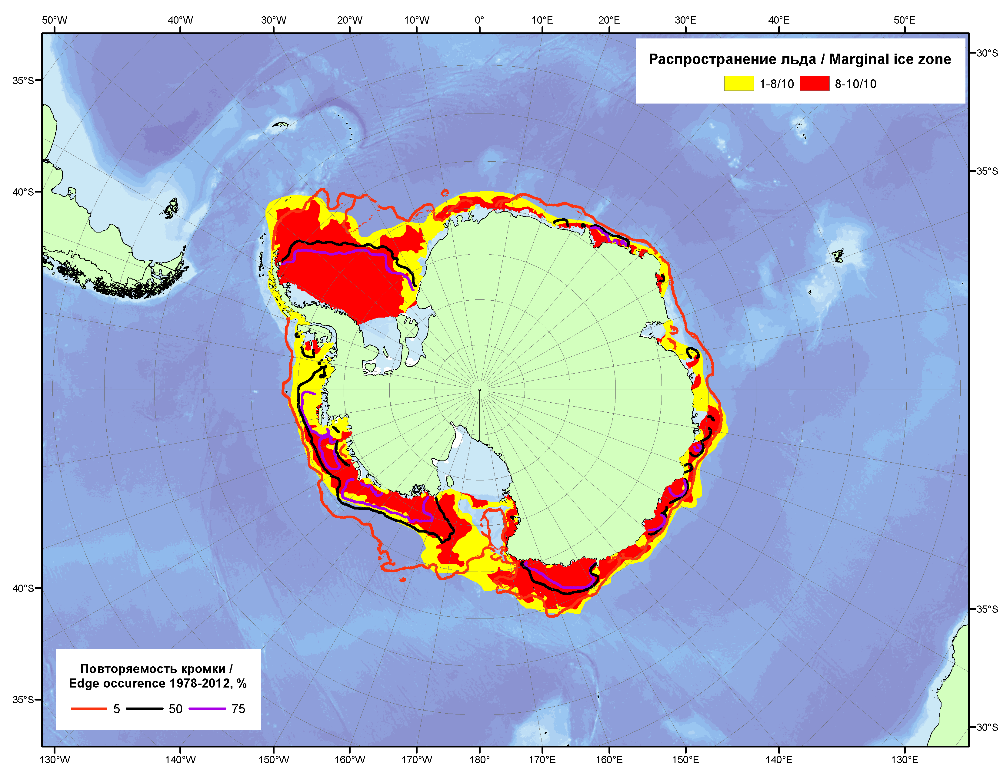 50°W 40°W 30°W 20°W 10°W 0° 10°E 20°E 30°E 40°E 50°E
30°S
Распространение льда / Marginal ice zone
1-8/10 8-10/10
35°S
35°S
40°S
40°S
35°S
Повторяемость кромки /
Edge occurence 1978-2012, %
5 50 75
35°S
30°S
130°W 140°W 150°W 160°W 170°W 180° 170°E 160°E 150°E 140°E 130°E